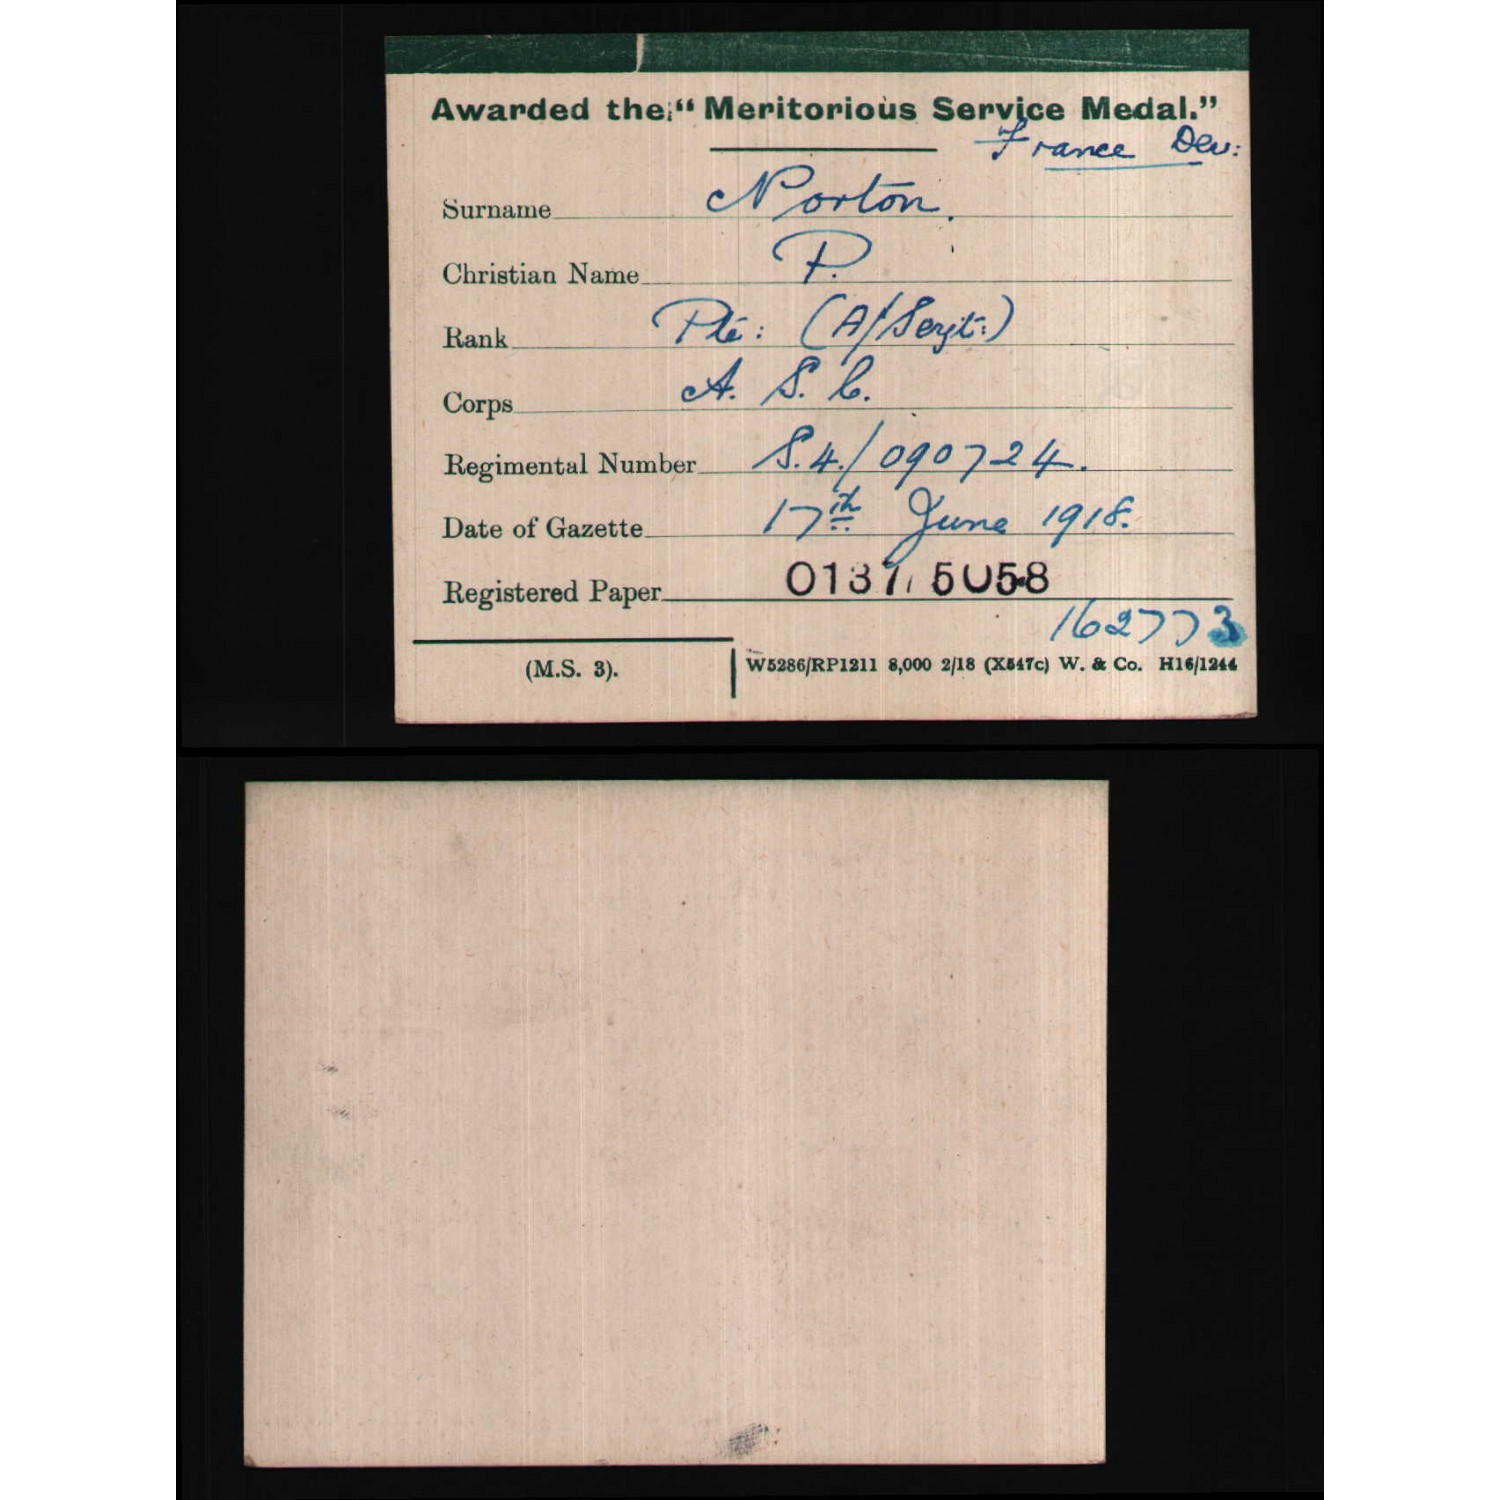 Awarded the "Meritorious Service Medal."
France Dev:
Surname Norton.
Christian Name P.
Rank Pte: (A/Serjt:)
Corps A. S. C.
Regimental Number S.4/090724.
Date of Gazette 17th June 1918.
Registered Paper 0137/5058
162773
(M.S. 3).
W5286/RP1211 8,000 2/18 (X547c) W. & Co. H16/1244